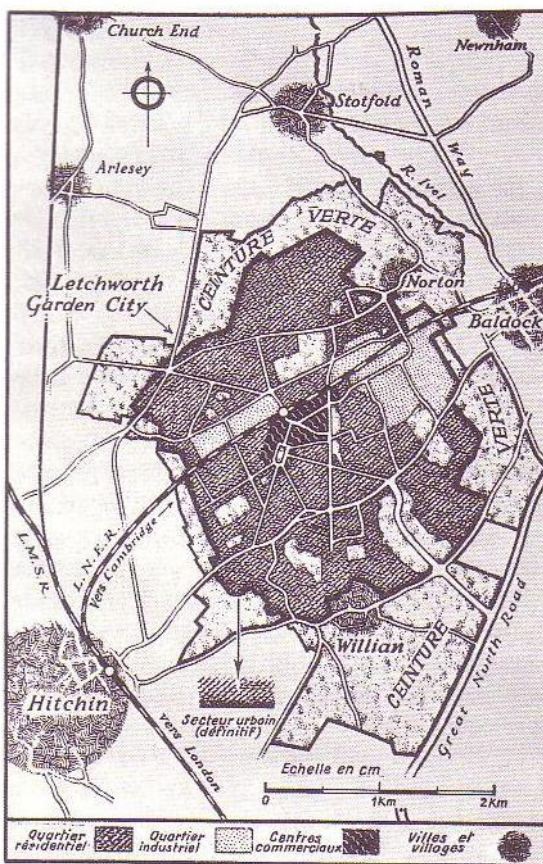 Church End
Newnham
Roman
Way
Stotfold
Arlesey
R. Ivel
CEINTURE VERTE
Letchworth
Garden City
Norton
Baldock
VERTE
L.N.E.R
Vers Cambridge
L.M.S.R
Willian
CEINTURE
Great North Road
Hitchin
Secteur urbain
(définitif)
vers London
Echelle en cm
0 1Km 2Km
Quartier
résidentiel
Quartier
industriel
Centres
commerciaux
Villes et
villages